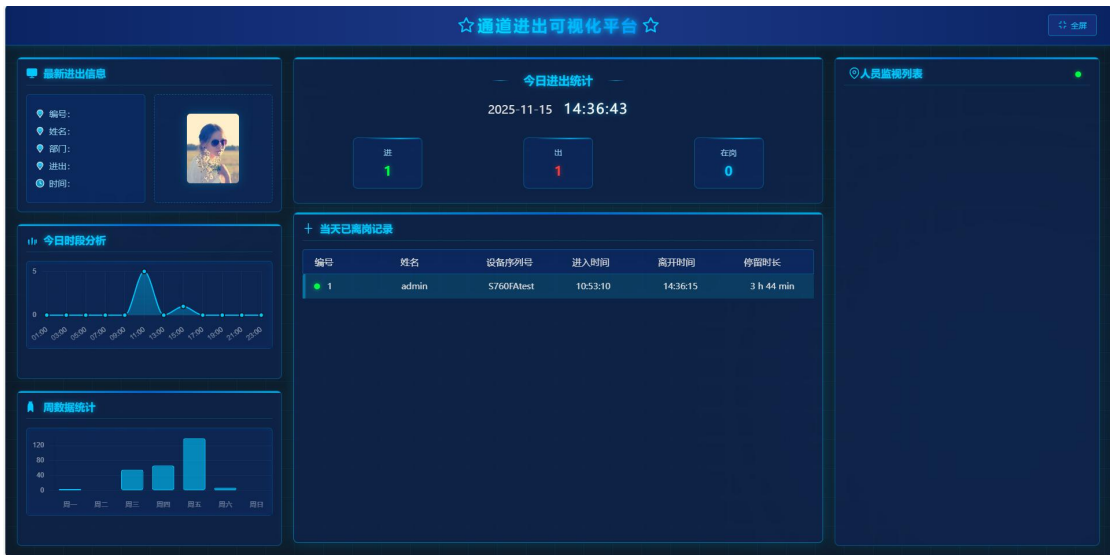 ☆通道进出可视化平台☆
全屏
最新进出信息
编号:
姓名:
部门:
进出:
时间:
今日时段分析
5
0
01:00 03:00 05:00 07:00 09:00 11:00 13:00 15:00 17:00 19:00 21:00 23:00
周数据统计
120
80
40
0
周一 周二 周三 周四 周五 周六 周日
今日进出统计
2025-11-15 14:36:43
进 出 在岗
1 1 0
当天已离岗记录
编号 姓名 设备序列号 进入时间 离开时间 停留时长
1 admin S760FAtest 10:53:10 14:36:15 3 h 44 min
人员监视列表